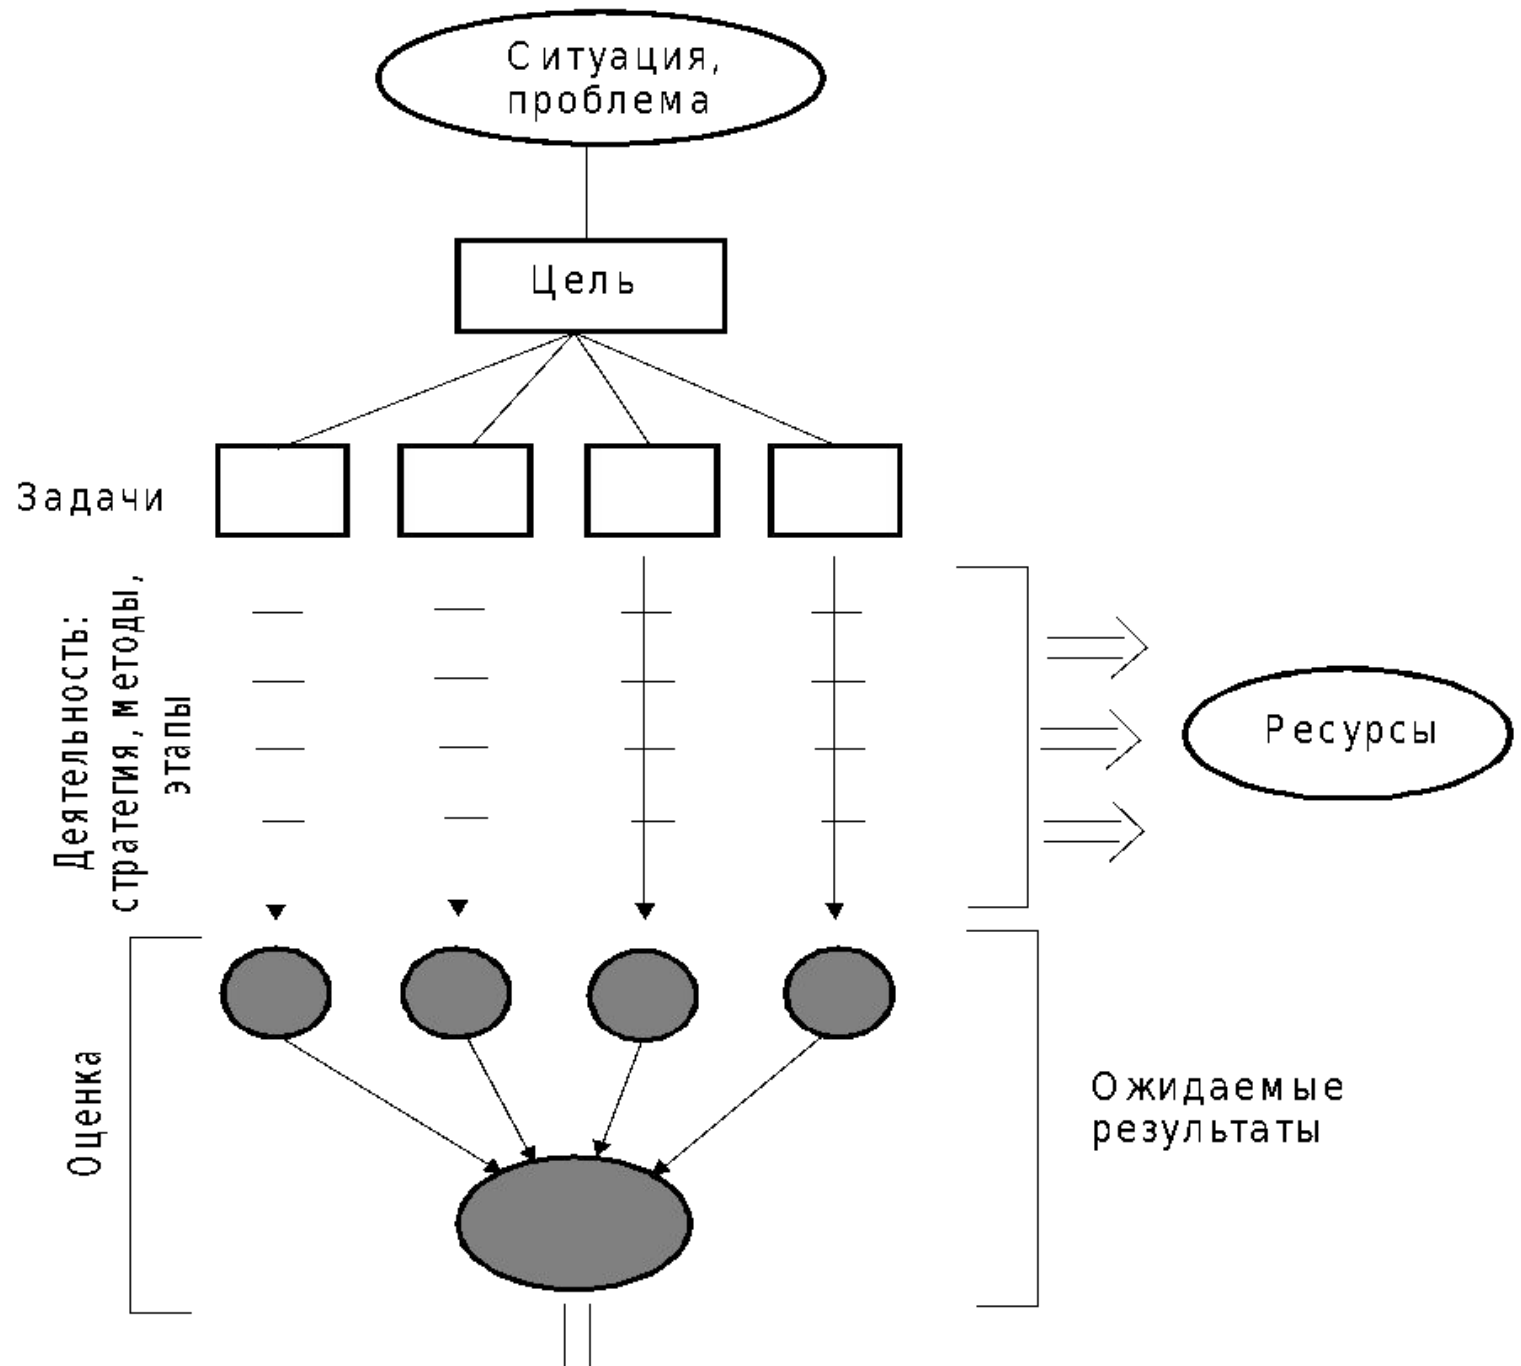 Ситуация,
проблема
Цель
Задачи
Деятельность:
стратегия, методы,
этапы
Ресурсы
Оценка
Ожидаемые
результаты